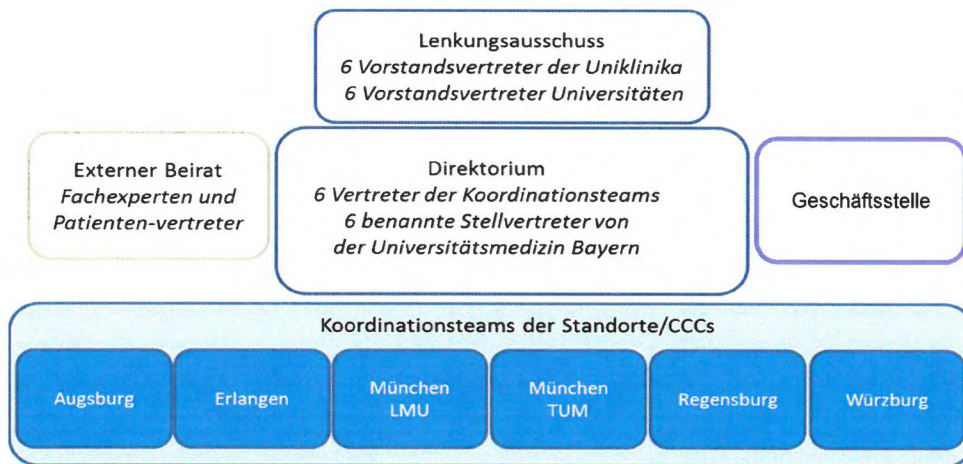 Lenkungsausschuss
6 Vorstandsvertreter der Uniklinika
6 Vorstandsvertreter Universitäten
Externer Beirat
Fachexperten und
Patienten-vertreter
Direktorium
6 Vertreter der Koordinationsteams
6 benannte Stellvertreter von
der Universitätsmedizin Bayern
Geschäftsstelle
Koordinationsteams der Standorte/CCCs
Augsburg
Erlangen
München
LMU
München
TUM
Regensburg
Würzburg